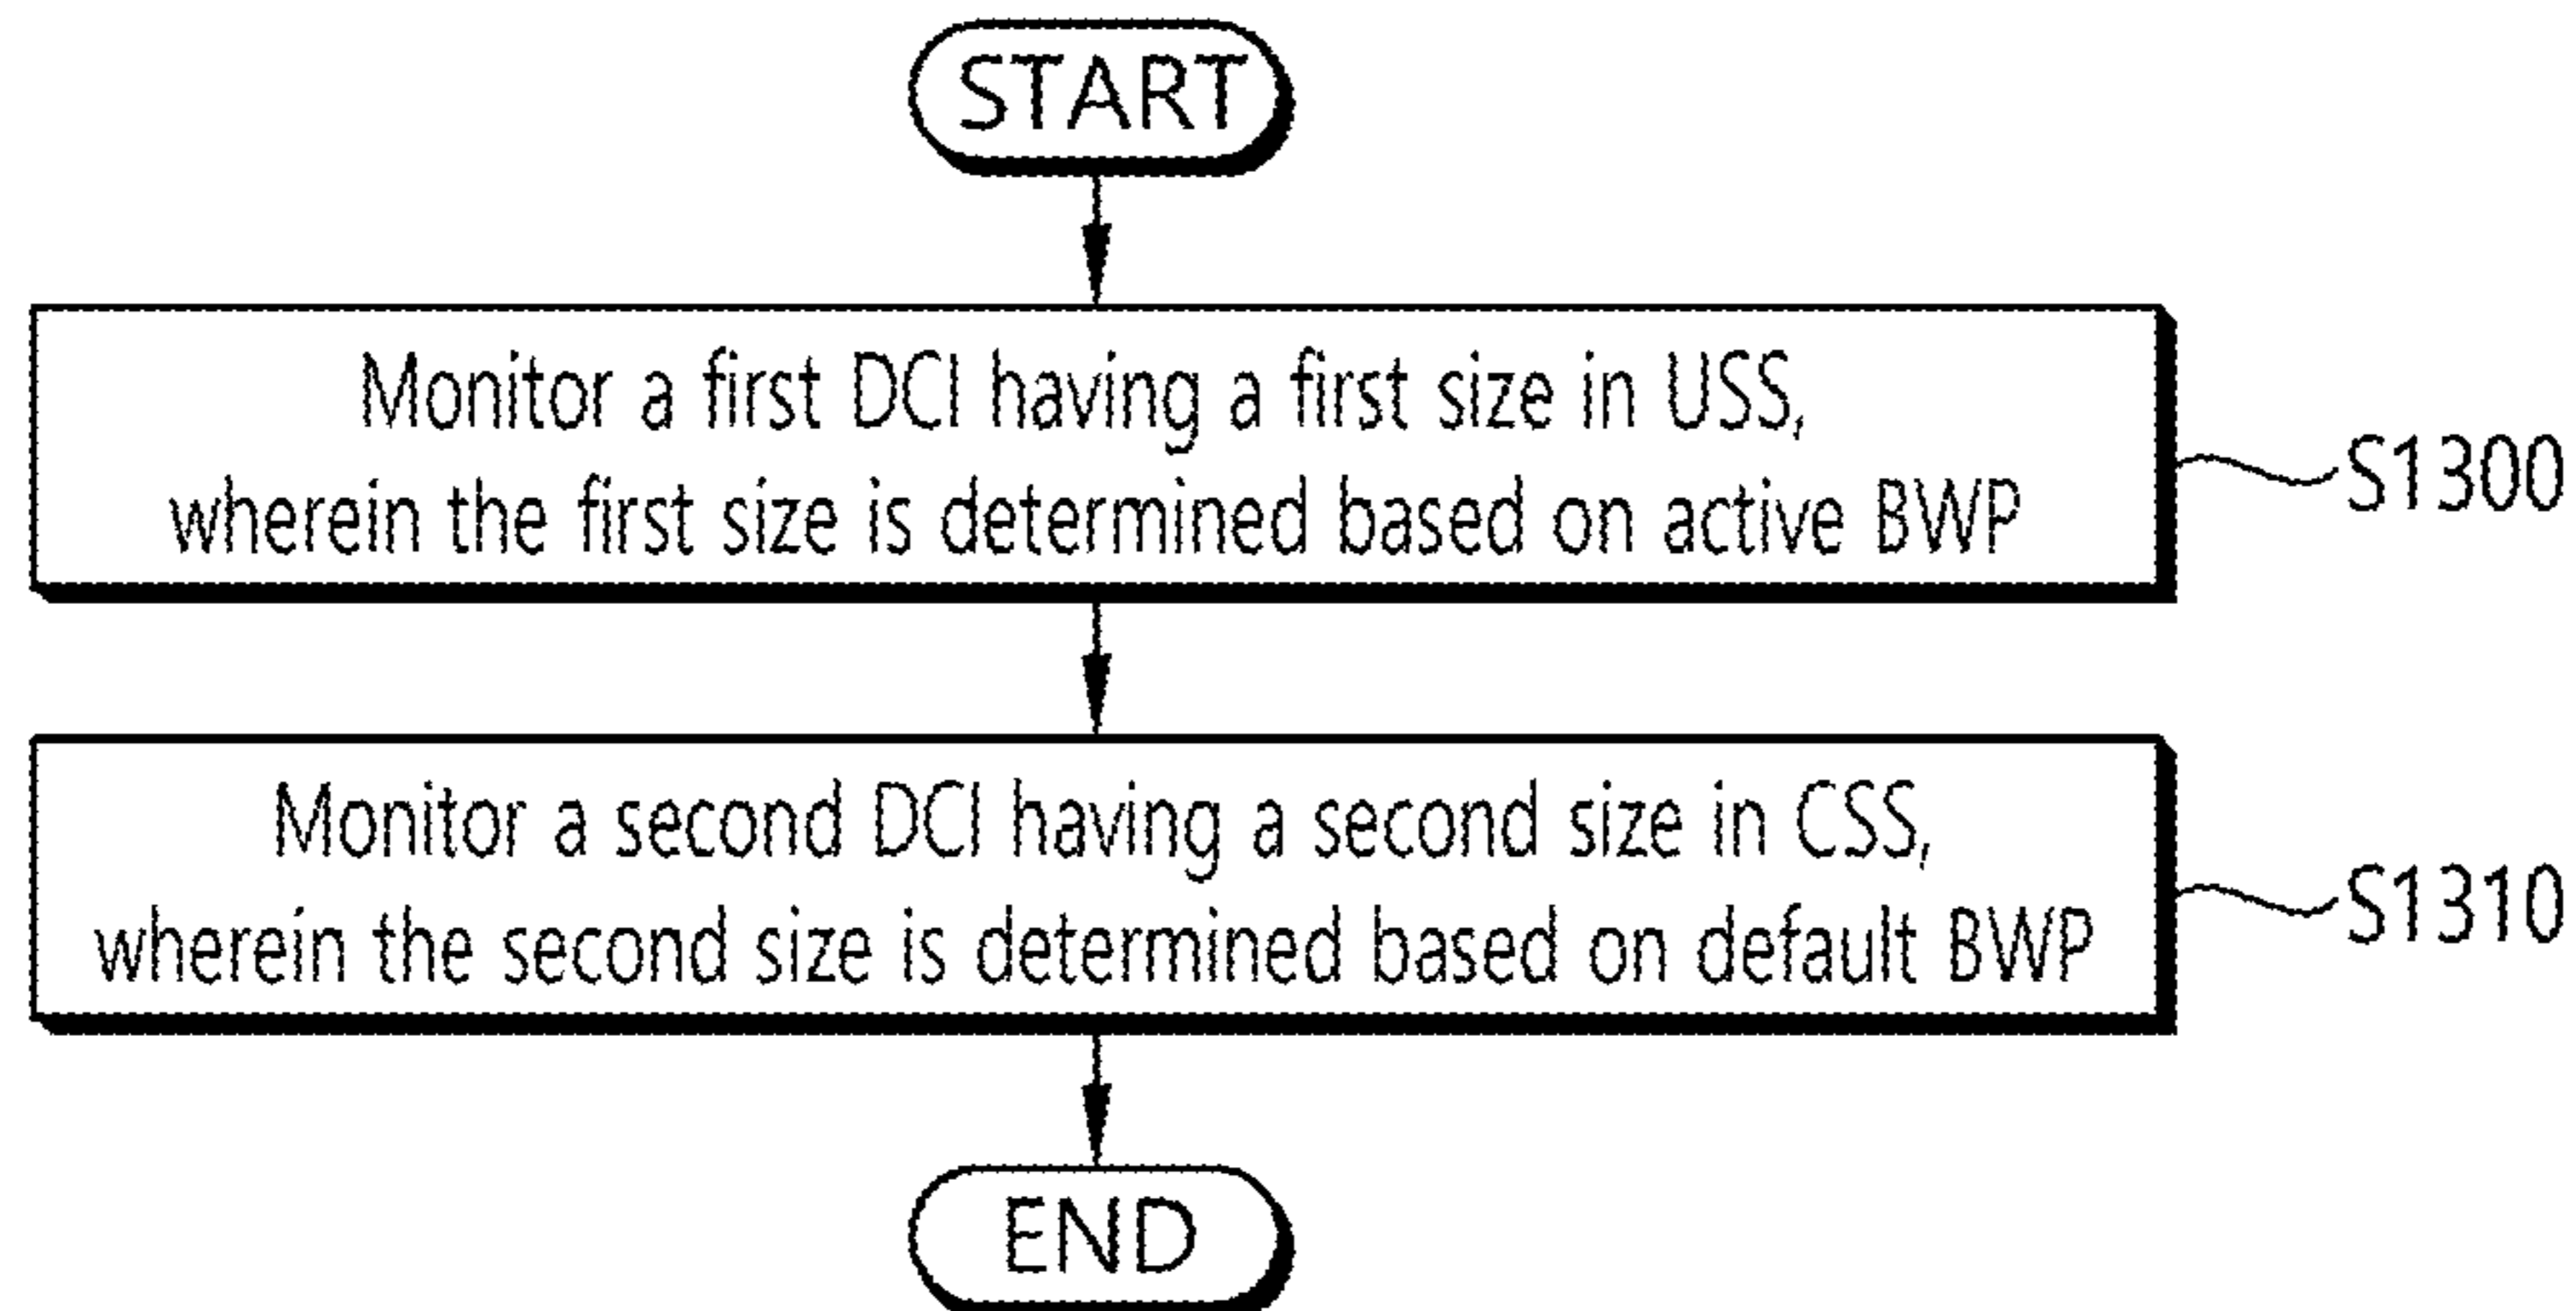 START
Monitor a first DCI having a first size in USS,
wherein the first size is determined based on active BWP
S1300
Monitor a second DCI having a second size in CSS,
wherein the second size is determined based on default BWP
S1310
END